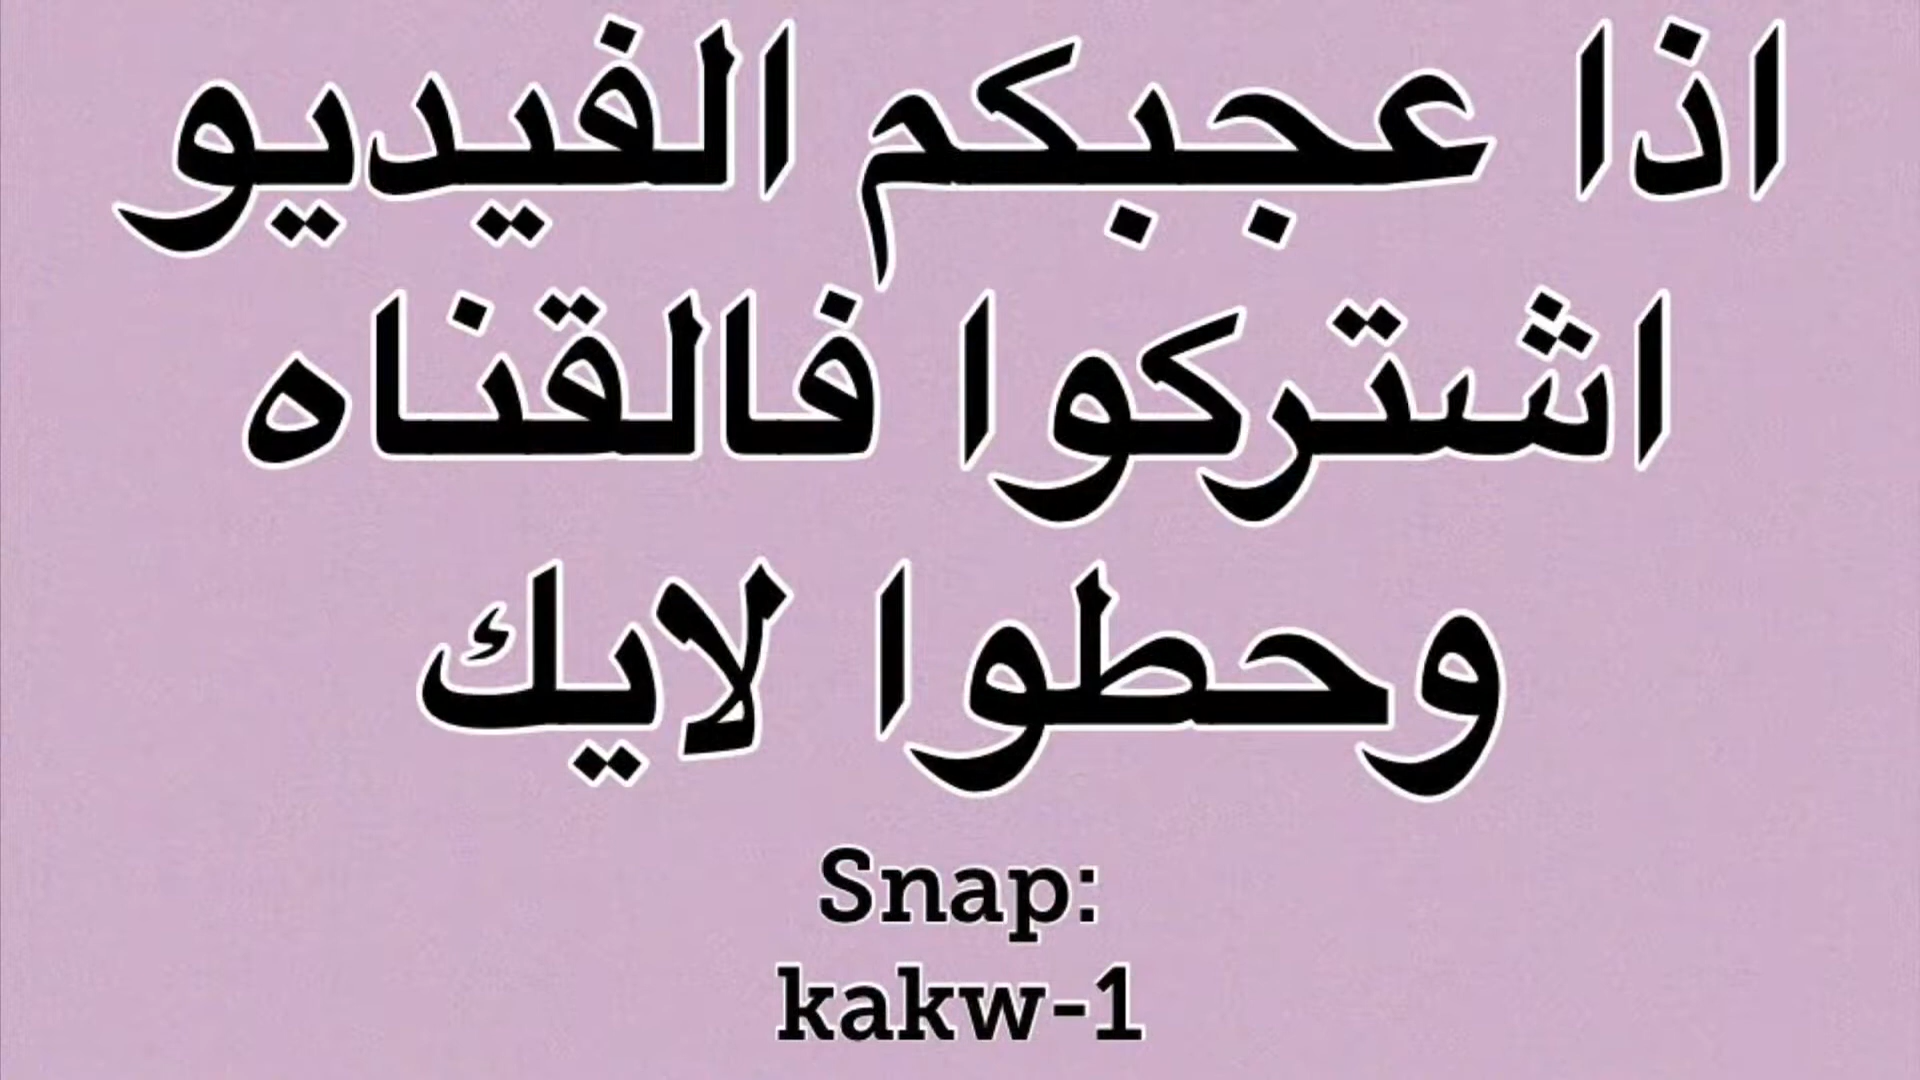 اذا عجبكم الفيديو
اشتركوا فالقناه
وحطوا لايك
Snap:
kakw-1